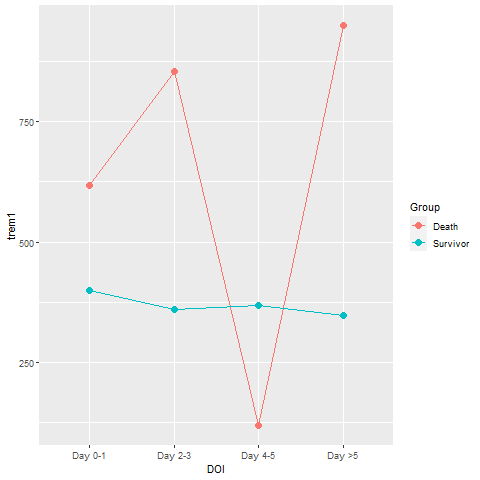 trem1
750
500
250
Day 0-1
Day 2-3
Day 4-5
Day >5
DOI
Group
Death
Survivor